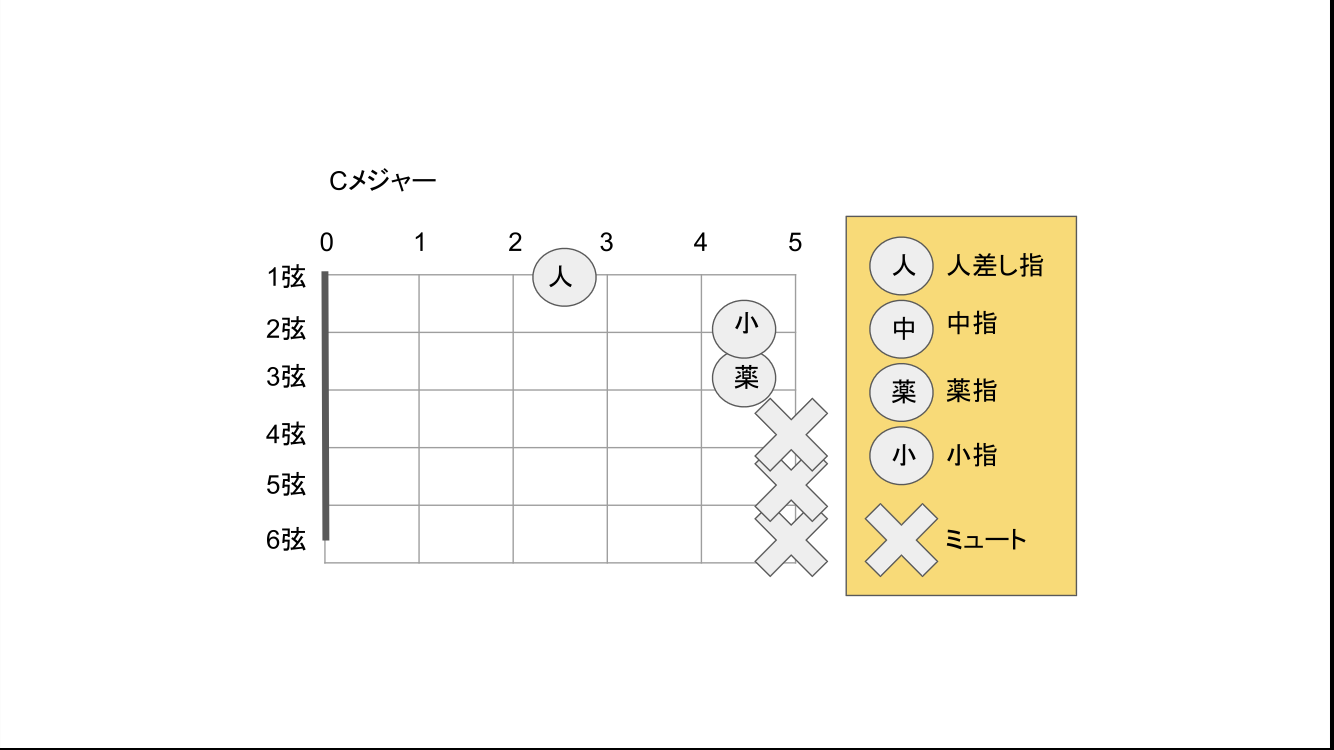 Cメジャー
0 1 2 3 4 5
1弦 人
2弦 小
3弦 薬
4弦
5弦
6弦
人 人差し指
中 中指
薬 薬指
小 小指
ミュート